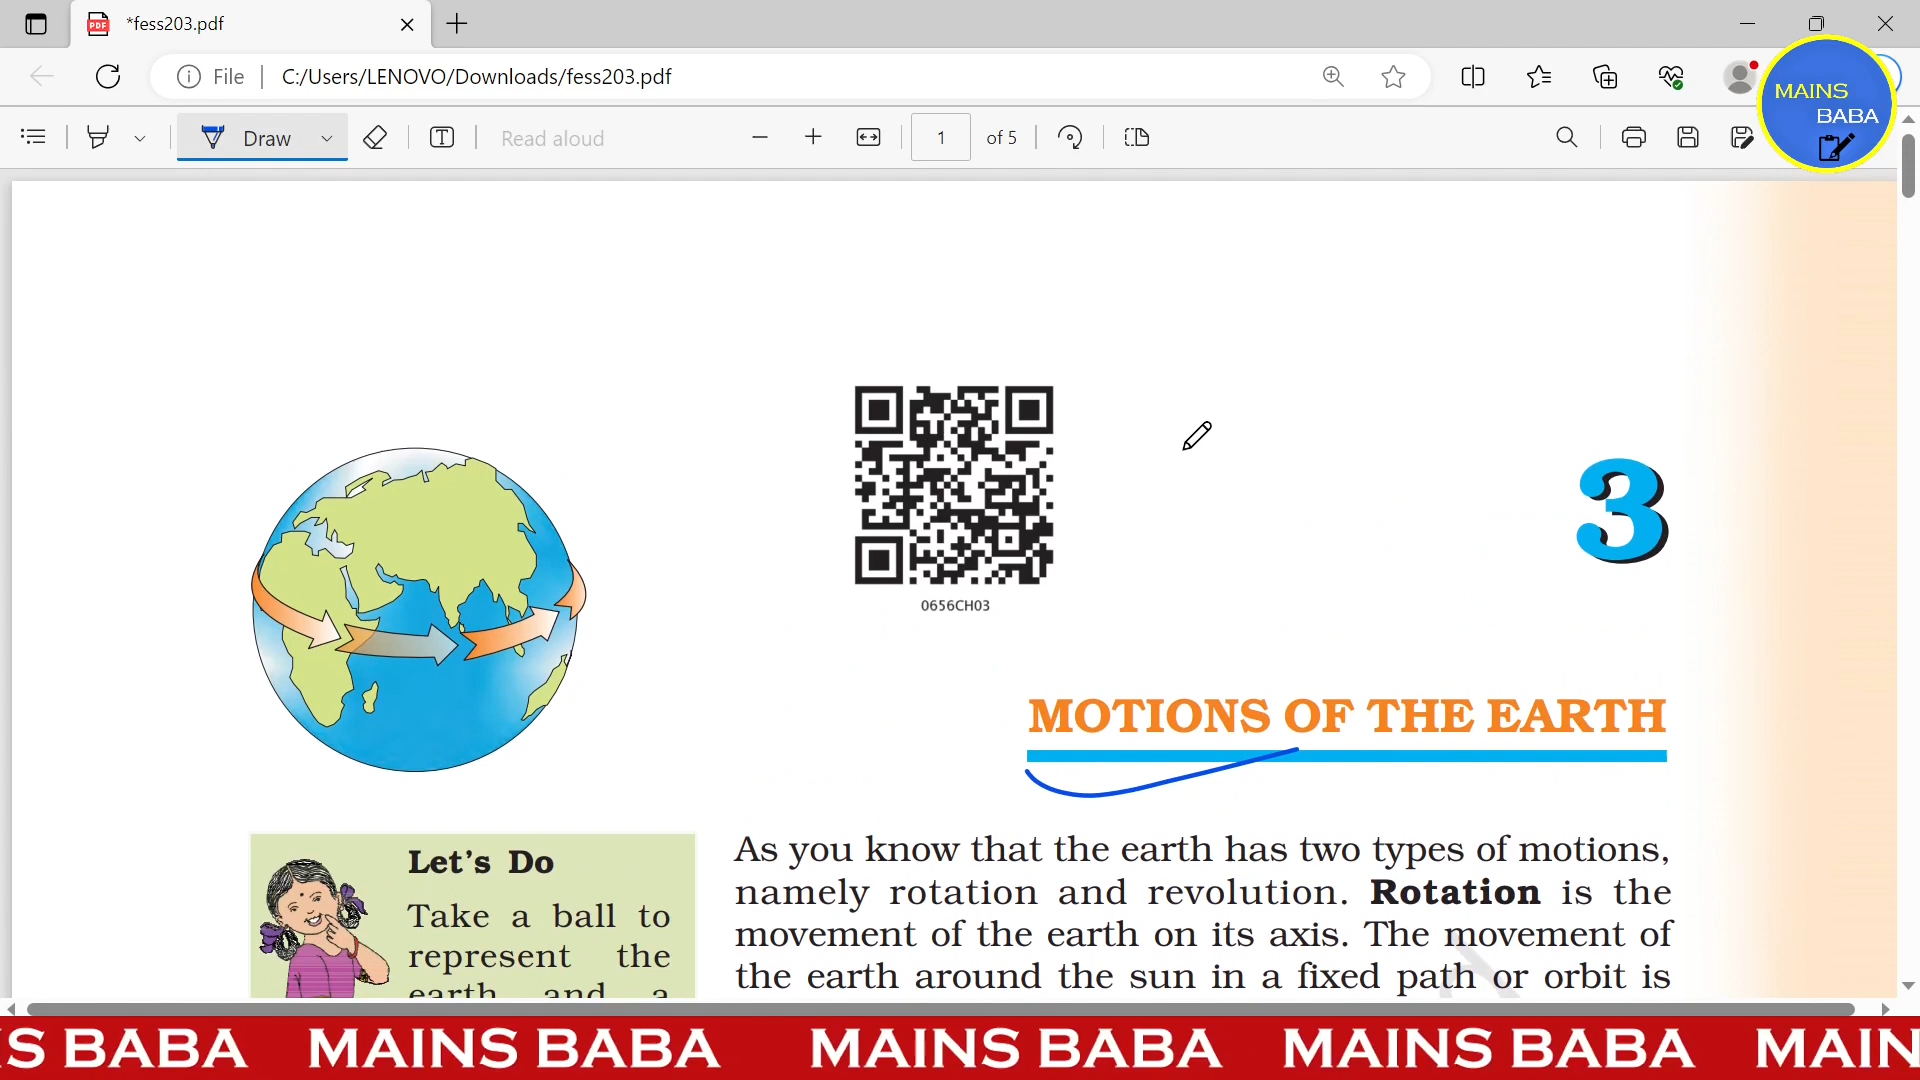 *fess203.pdf
File
C:/Users/LENOVO/Downloads/fess203.pdf
MAINS
BABA
Draw
T
Read aloud
1 of 5
0656CH03
3
MOTIONS OF THE EARTH
Let's Do
Take a ball to
represent the
earth and a
As you know that the earth has two types of motions,
namely rotation and revolution. Rotation is the
movement of the earth on its axis. The movement of
the earth around the sun in a fixed path or orbit is
S BABA MAINS BABA MAINS BABA MAINS BABA MAIN